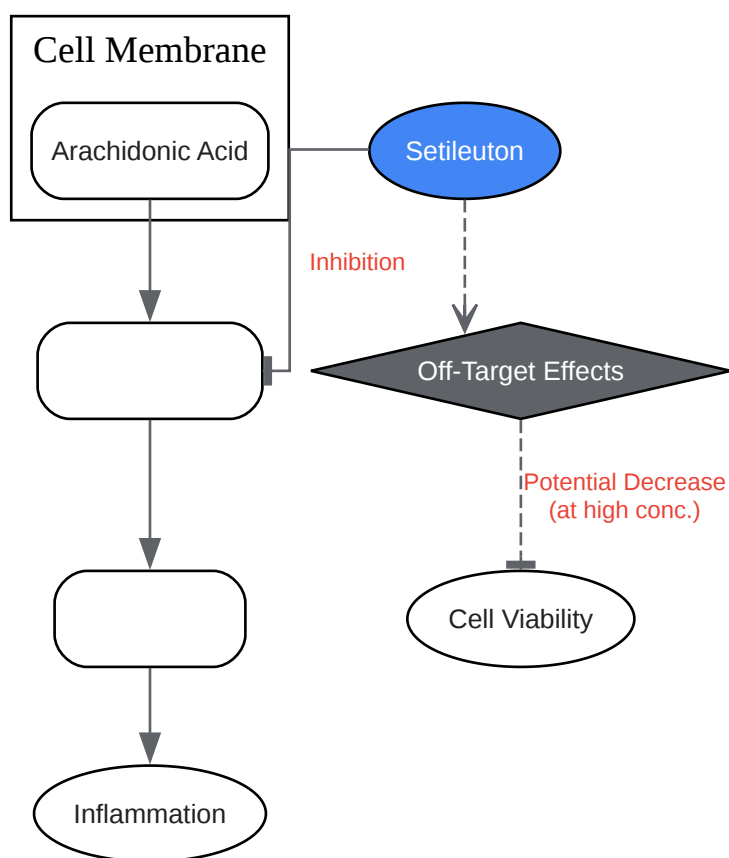 Cell Membrane
Arachidonic Acid
Setileuton
Inhibition
Off-Target Effects
Potential Decrease
(at high conc.)
Cell Viability
Inflammation